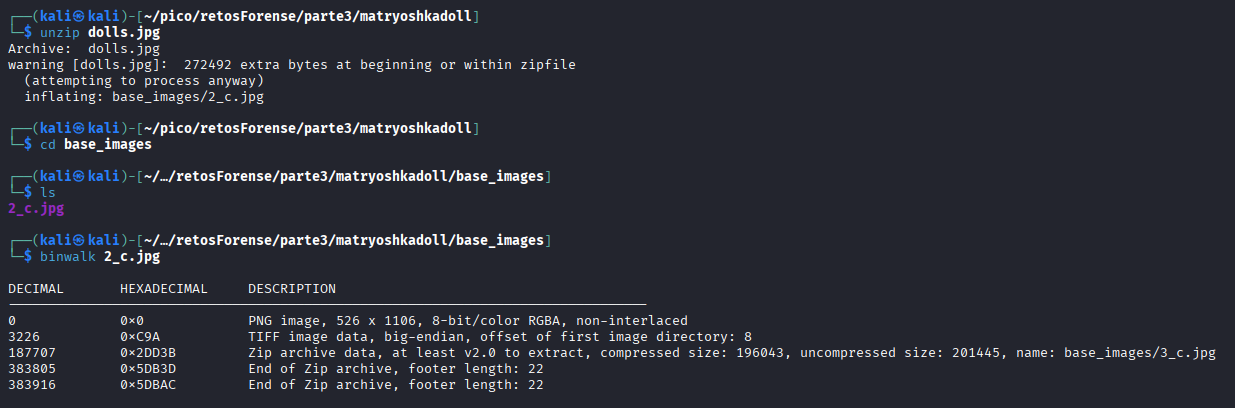 ┌──(kali㉿kali)-[~/pico/retosForense/parte3/matryoshkadoll]
└─$ unzip dolls.jpg
Archive:  dolls.jpg
warning [dolls.jpg]:  272492 extra bytes at beginning or within zipfile
  (attempting to process anyway)
  inflating: base_images/2_c.jpg
┌──(kali㉿kali)-[~/pico/retosForense/parte3/matryoshkadoll]
└─$ cd base_images
┌──(kali㉿kali)-[~/…/retosForense/parte3/matryoshkadoll/base_images]
└─$ ls
2_c.jpg
┌──(kali㉿kali)-[~/…/retosForense/parte3/matryoshkadoll/base_images]
└─$ binwalk 2_c.jpg
DECIMAL       HEXADECIMAL     DESCRIPTION
0             0×0             PNG image, 526 x 1106, 8-bit/color RGBA, non-interlaced
3226          0×C9A           TIFF image data, big-endian, offset of first image directory: 8
187707        0×2DD3B         Zip archive data, at least v2.0 to extract, compressed size: 196043, uncompressed size: 201445, name: base_images/3_c.jpg
383805        0×5DB3D         End of Zip archive, footer length: 22
383916        0×5DBAC         End of Zip archive, footer length: 22